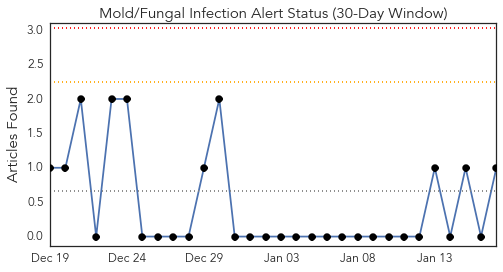 Mold/Fungal Infection Alert Status (30-Day Window)
Articles Found
3.0
2.5
2.0
1.5
1.0
0.5
0.0
Dec 19 Dec 24 Dec 29 Jan 03 Jan 08 Jan 13